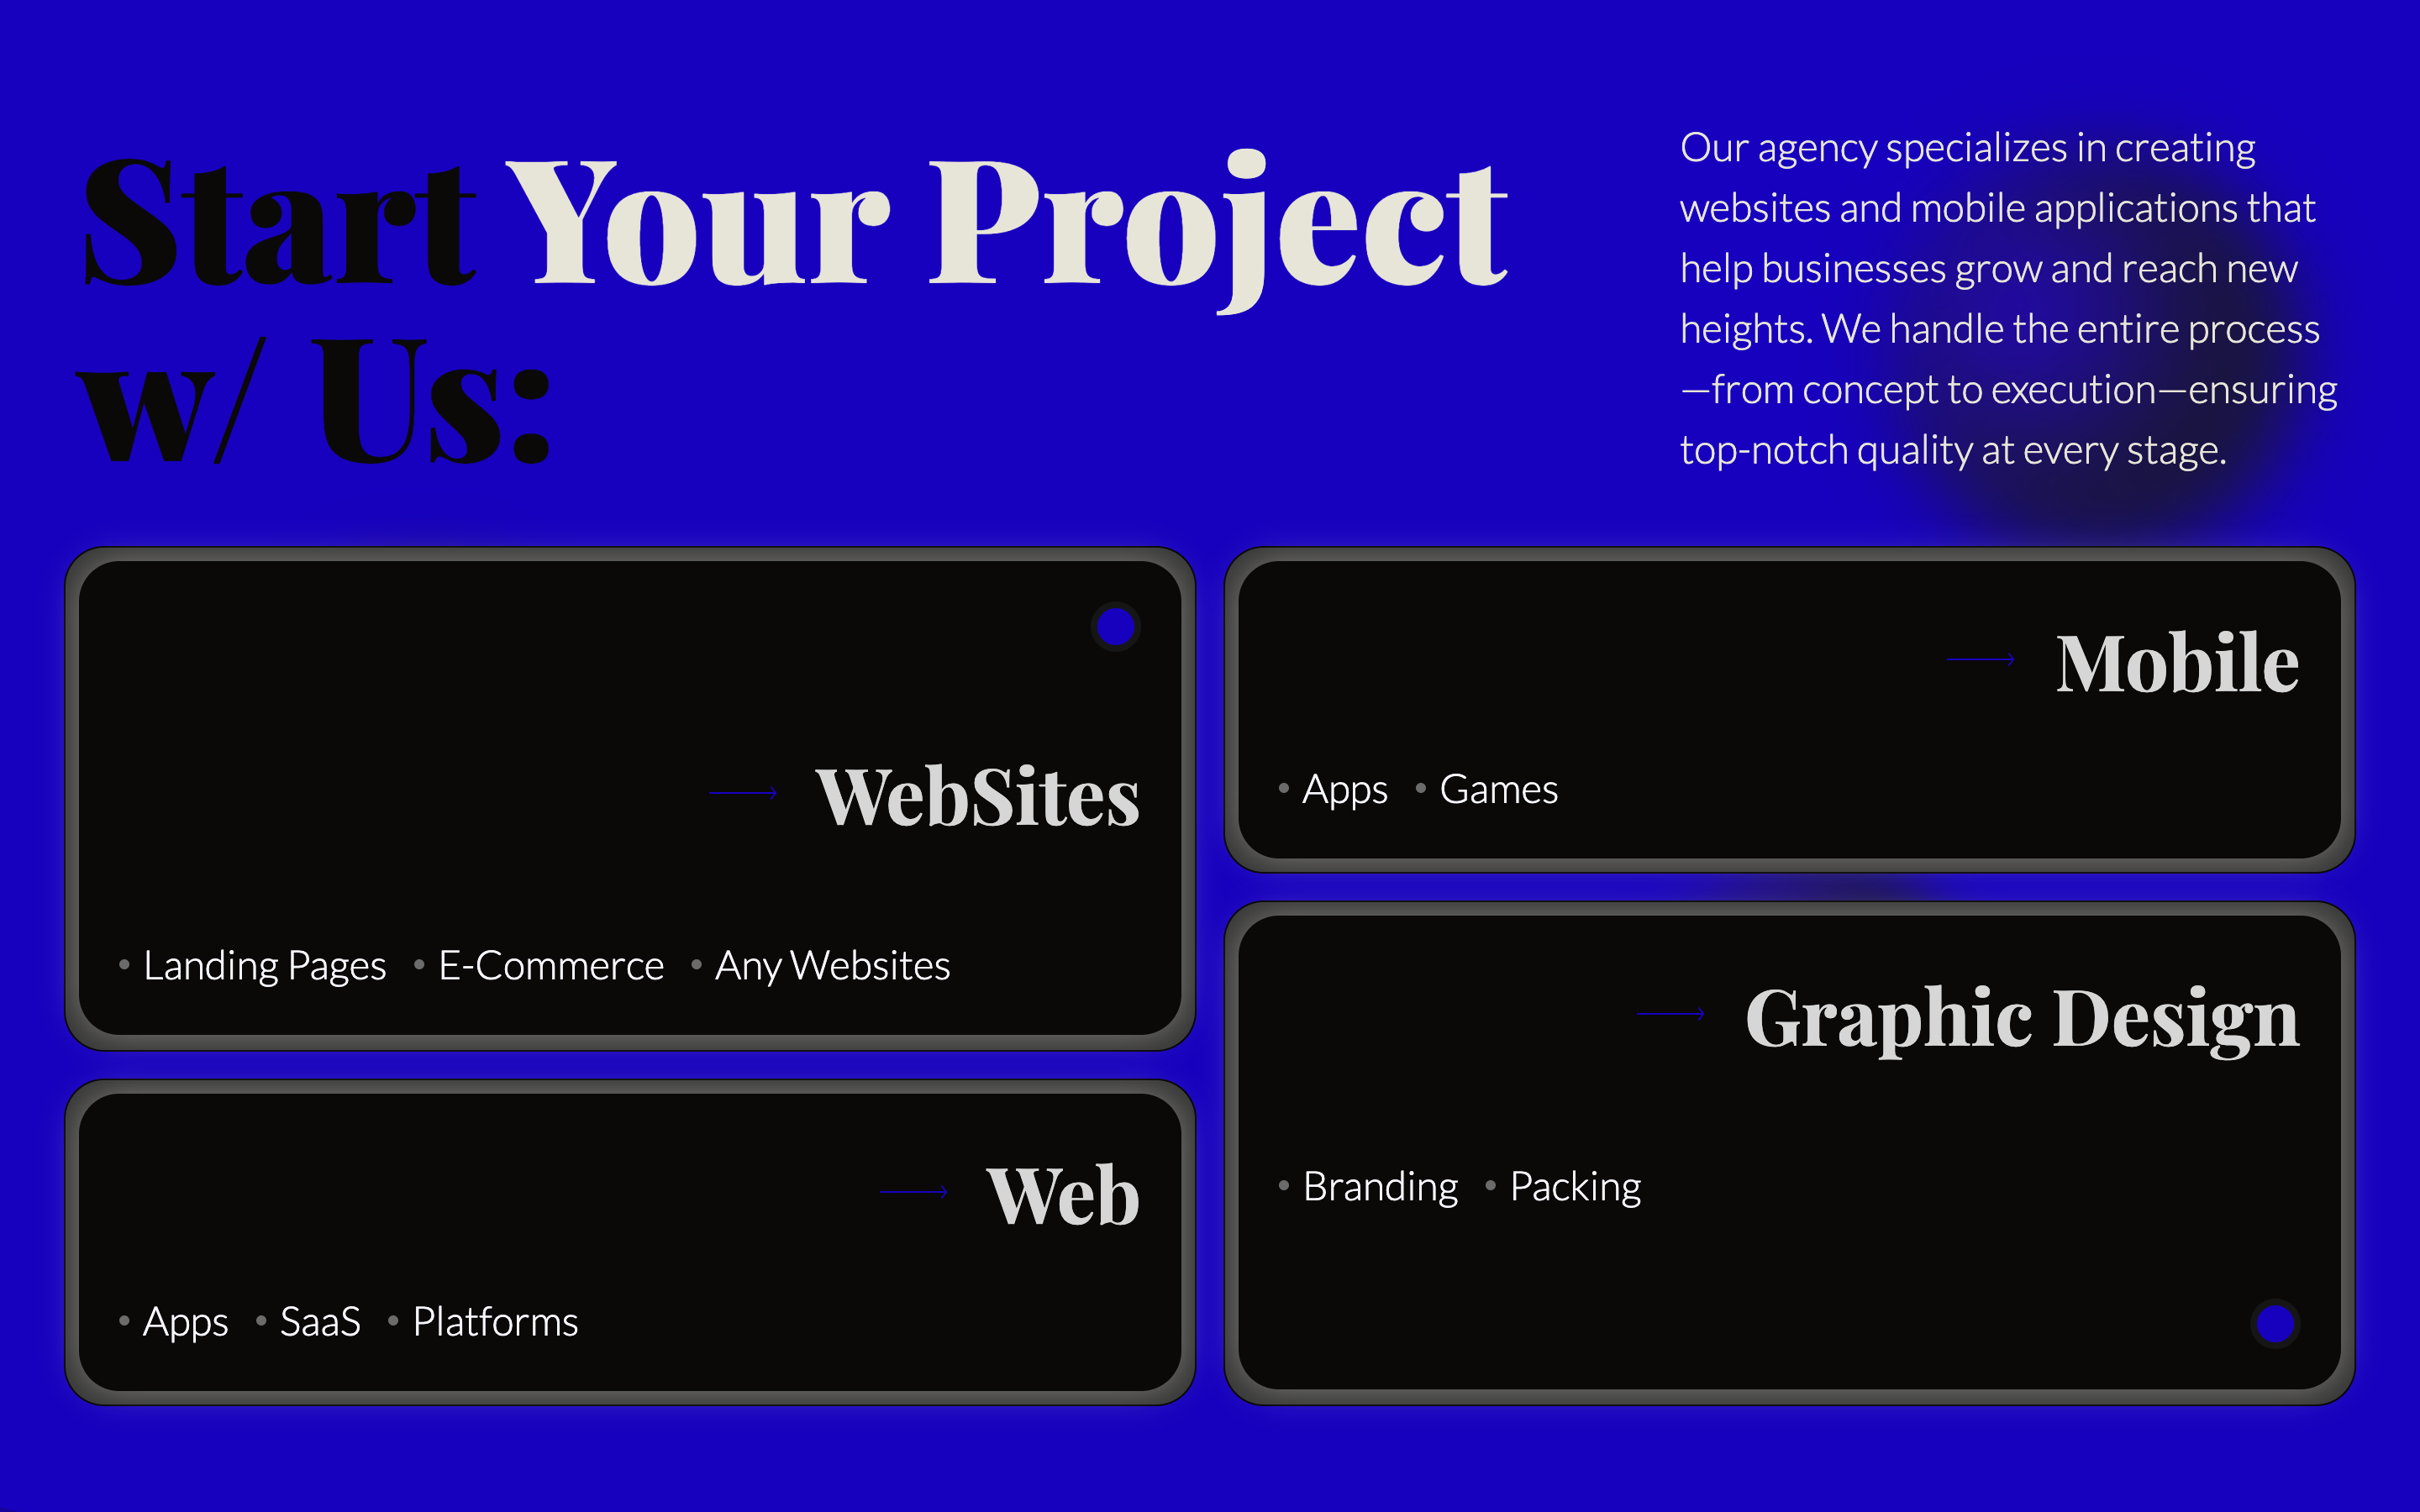 Start Your Project
w/ Us:
Our agency specializes in creating
websites and mobile applications that
help businesses grow and reach new
heights. We handle the entire process
—from concept to execution—ensuring
top-notch quality at every stage.
WebSites
• Landing Pages • E-Commerce • Any Websites
Web
• Apps • SaaS • Platforms
Mobile
• Apps • Games
Graphic Design
• Branding • Packing